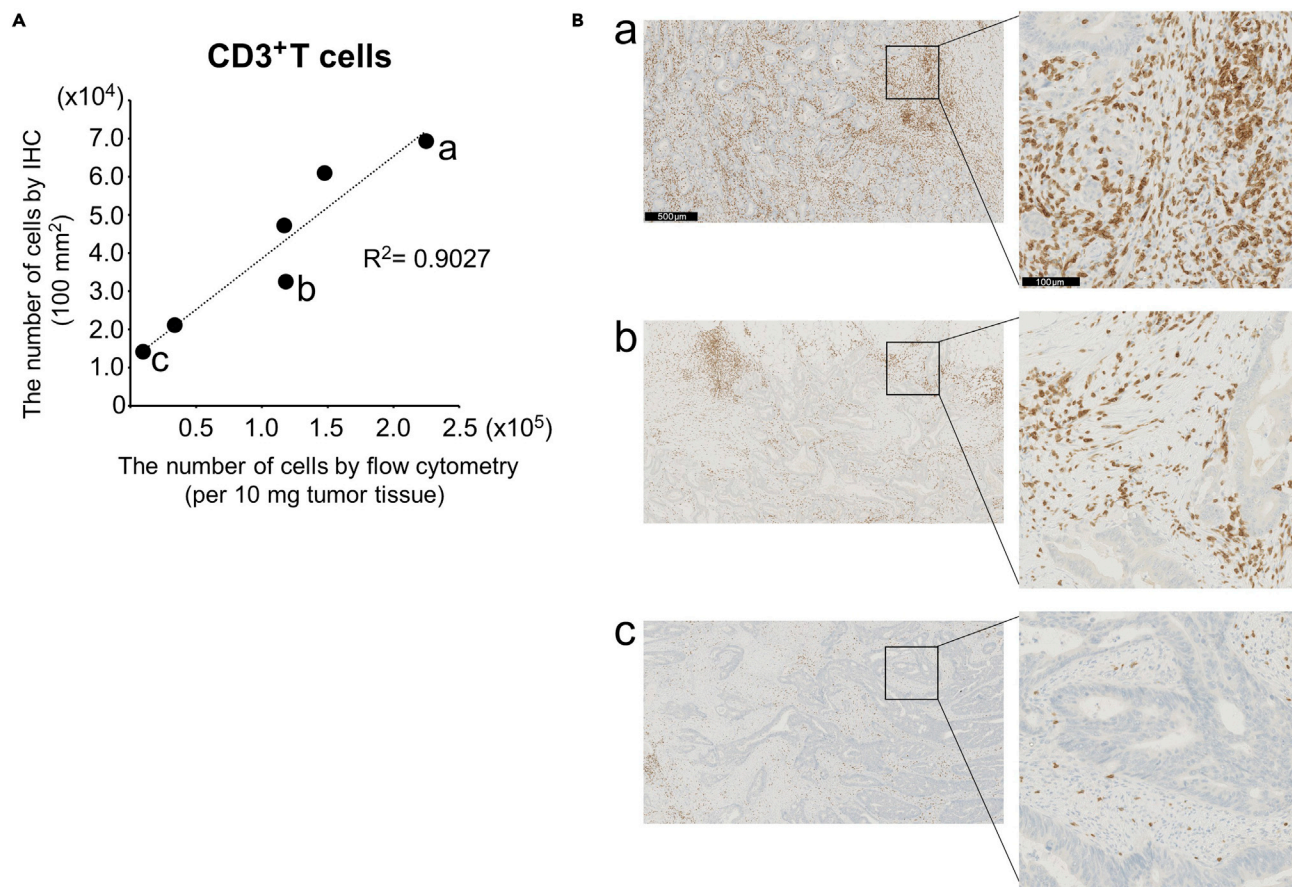 A
CD3⁺T cells
(x10⁴)
7.0
6.0
5.0
4.0
3.0
2.0
1.0
0
The number of cells by IHC
(100 mm²)
a
b
c
R²= 0.9027
0.5
1.0
1.5
2.0
2.5
(x10⁵)
The number of cells by flow cytometry
(per 10 mg tumor tissue)
B
a
500μm
100μm
b
c